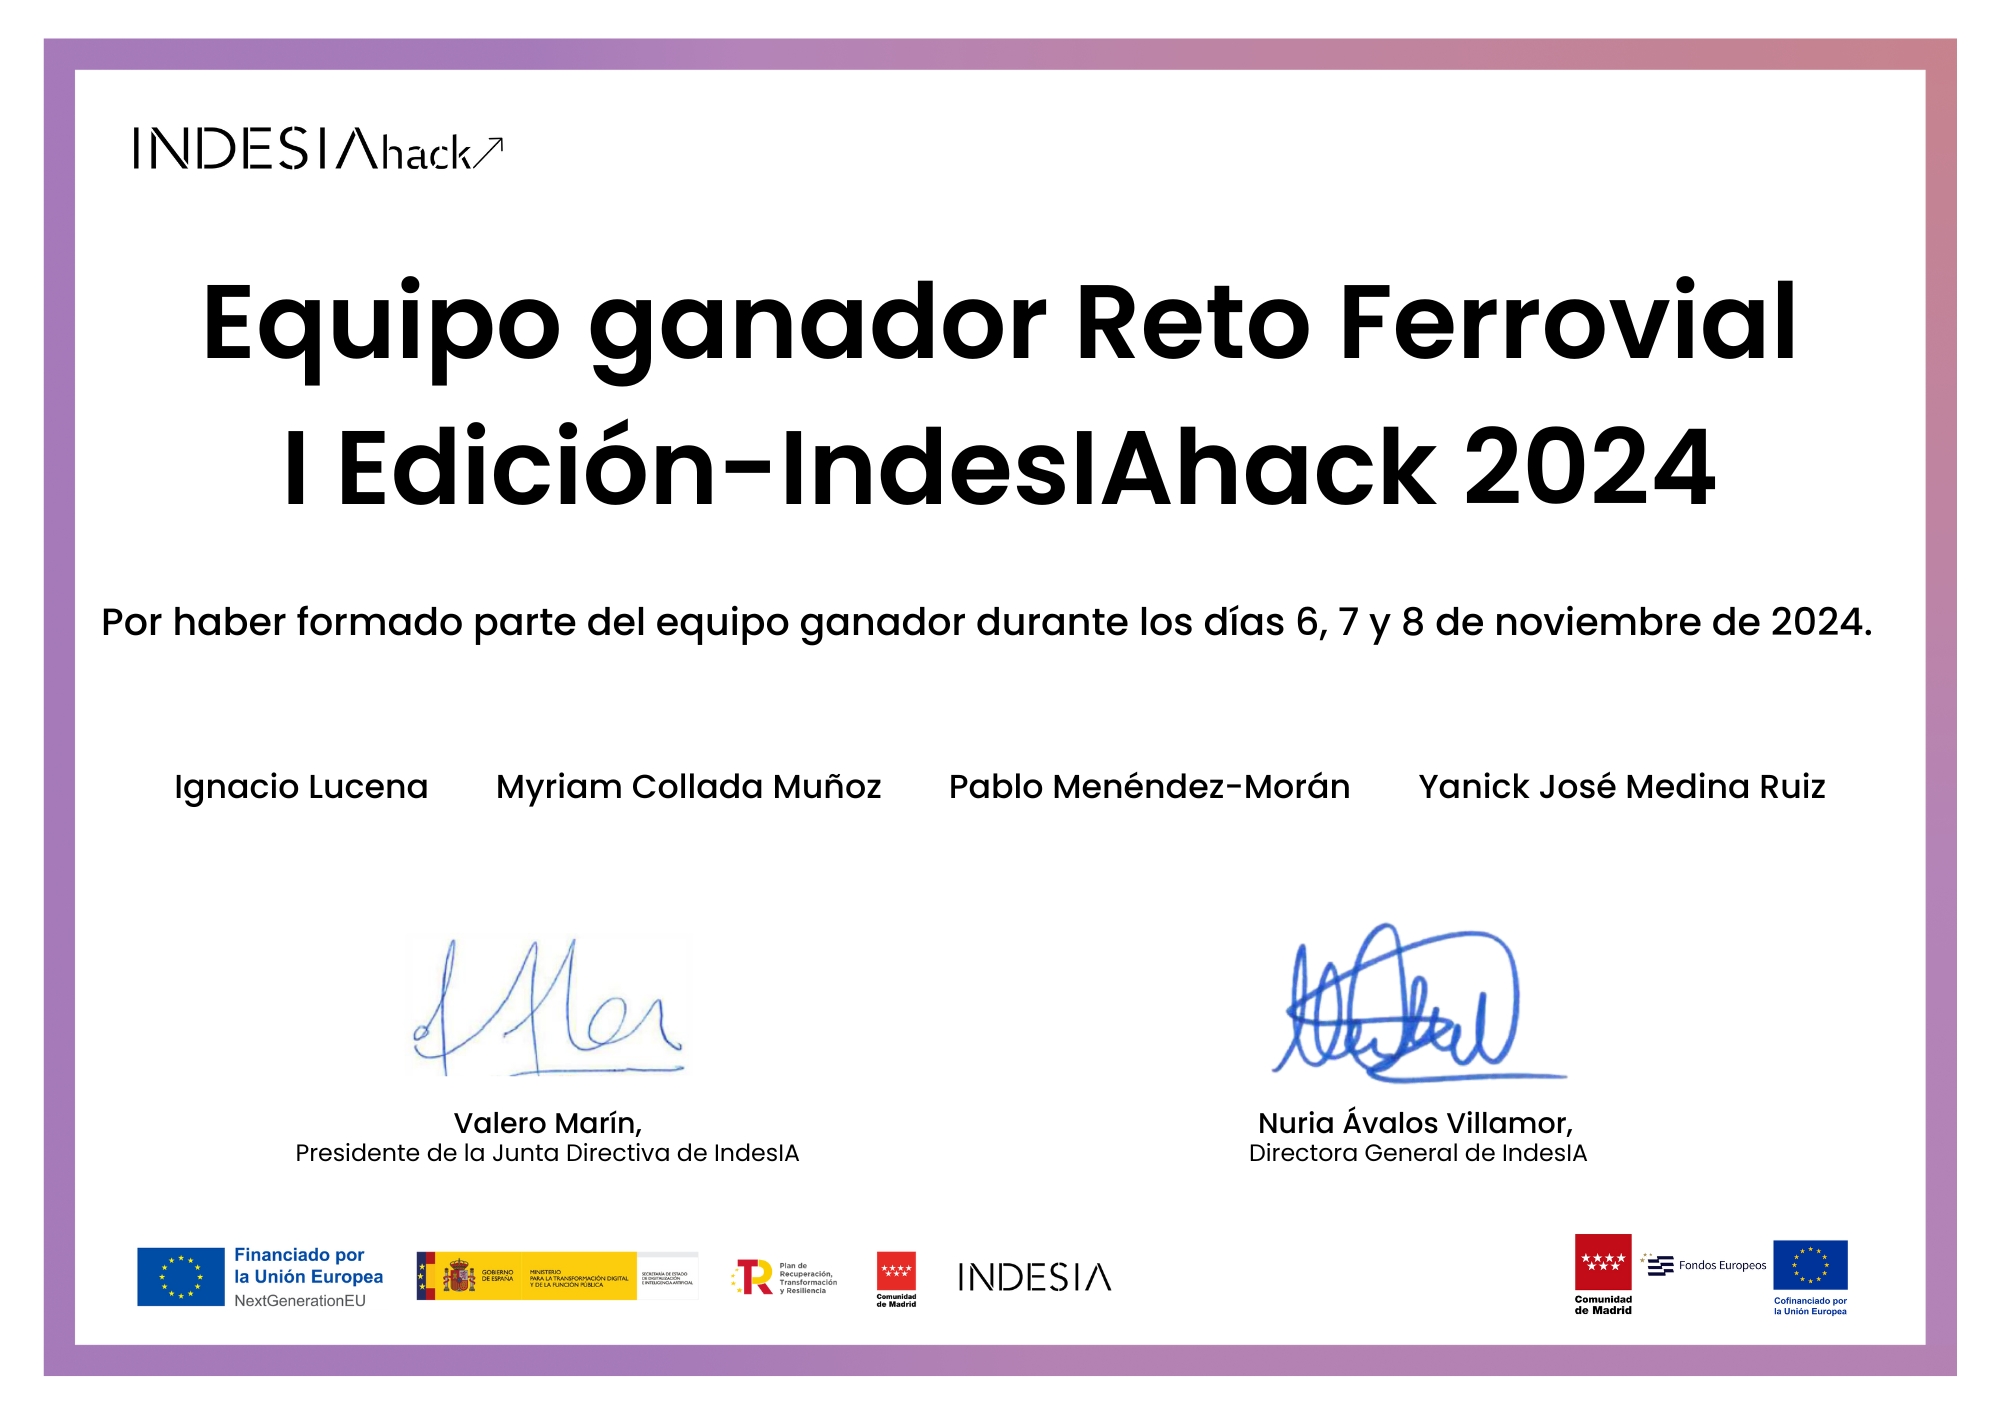 INDESIAhack
Equipo ganador Reto Ferrovial
I Edición-IndesIAhack 2024
Por haber formado parte del equipo ganador durante los días 6, 7 y 8 de noviembre de 2024.
Ignacio Lucena Myriam Collada Muñoz Pablo Menéndez-Morán Yanick José Medina Ruiz
Valero Marín,
Presidente de la Junta Directiva de IndesIA
Nuria Ávalos Villamor,
Directora General de IndesIA
Financiado por
la Unión Europea
NextGenerationEU
GOBIERNO
DE ESPAÑA
MINISTERIO
PARA LA TRANSFORMACIÓN DIGITAL
Y DE LA FUNCIÓN PÚBLICA
SECRETARÍA DE ESTADO
DE DIGITALIZACIÓN
E INTELIGENCIA ARTIFICIAL
TR
Plan de
Recuperación,
Transformación
y Resiliencia
Comunidad
de Madrid
INDESIA
Comunidad
de Madrid
Fondos Europeos
Cofinanciado por
la Unión Europea